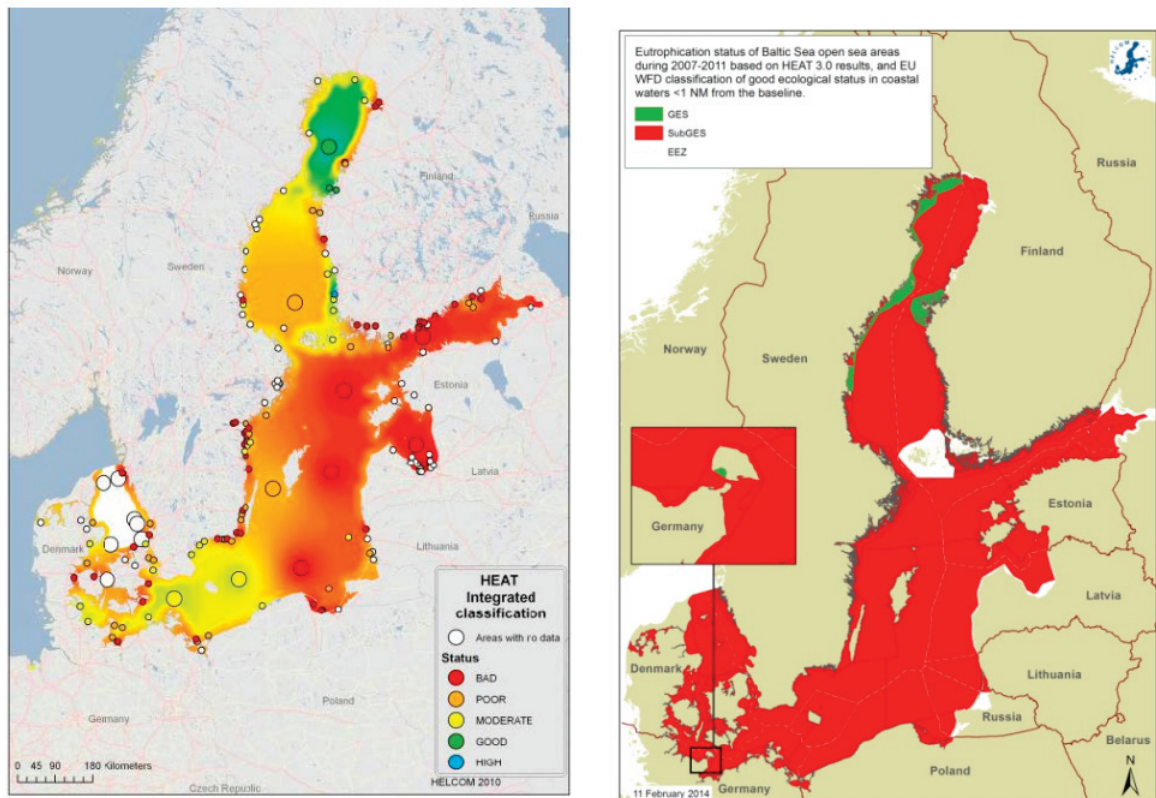 Norway
Sweden
Finland
Russia
Estonia
Latvia
Lithuania
Denmark
Germany
Poland
Czech Republic
HEAT
Integrated
classification
Areas with no data
Status
BAD
POOR
MODERATE
GOOD
HIGH
0 45 90 180 Kilometers
HELCOM 2010
Eutrophication status of Baltic Sea open sea areas
during 2007-2011 based on HEAT 3.0 results, and EU
WFD classification of good ecological status in coastal
waters <1 NM from the baseline.
GES
SubGES
EEZ
HELCOM
Russia
Finland
Norway
Sweden
Germany
Estonia
Latvia
Denmark
Lithuania
Russia
Belarus
Poland
N
11 February 2014
Germany